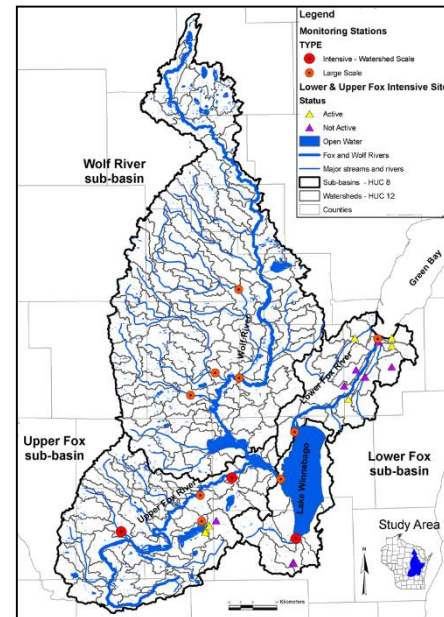 Legend
Monitoring Stations
TYPE
Intensive - Watershed Scale
Large Scale
Lower & Upper Fox Intensive Site
Status
Active
Not Active
Open Water
Fox and Wolf Rivers
Major streams and rivers
Sub-basins - HUC 8
Watersheds - HUC 12
Counties
Wolf River
sub-basin
Green Bay
Wolf River
Lower Fox River
Upper Fox
sub-basin
Lower Fox
sub-basin
Upper Fox River
Lake Winnebago
Study Area
N
Kilometers